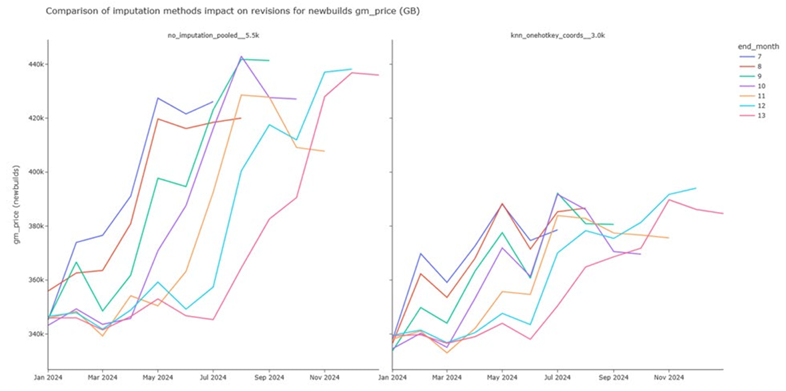 Comparison of imputation methods impact on revisions for newbuilds gm_price (GB)
no_imputation_pooled__5.5k
knn_onehotkey_coords__3.0k
end_month
7
8
9
10
11
12
13
gm_price (newbuilds)
440k
420k
400k
380k
360k
340k
Jan 2024 Mar 2024 May 2024 Jul 2024 Sep 2024 Nov 2024 Jan 2024 Mar 2024 May 2024 Jul 2024 Sep 2024 Nov 2024